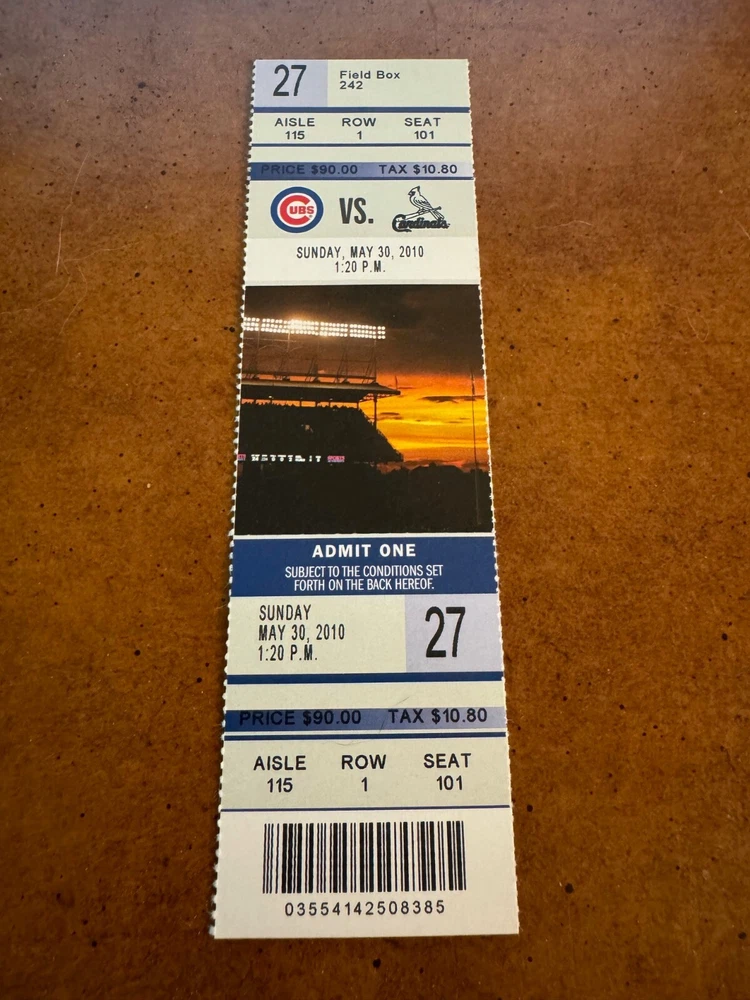 27
Field Box
242
AISLE ROW SEAT
115 1 101
PRICE $90.00 TAX $10.80
CUBS VS. Cardinals
SUNDAY, MAY 30, 2010
1:20 P.M.
ADMIT ONE
SUBJECT TO THE CONDITIONS SET
FORTH ON THE BACK HEREOF.
SUNDAY
MAY 30, 2010
1:20 P.M.
27
PRICE $90.00 TAX $10.80
AISLE ROW SEAT
115 1 101
03554142508385